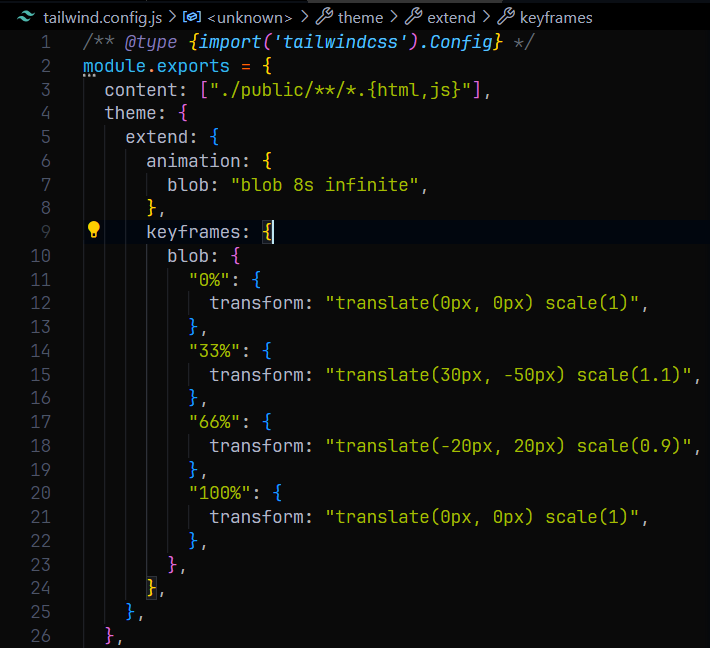 tailwind.config.js > <unknown> > theme > extend > keyframes
1 /** @type {import('tailwindcss').Config} */
2 module.exports = {
3   content: ["./public/**/*.{html,js}"],
4   theme: {
5     extend: {
6       animation: {
7         blob: "blob 8s infinite",
8       },
9       keyframes: {
10         blob: {
11           "0%": {
12             transform: "translate(0px, 0px) scale(1)",
13           },
14           "33%": {
15             transform: "translate(30px, -50px) scale(1.1)",
16           },
17           "66%": {
18             transform: "translate(-20px, 20px) scale(0.9)",
19           },
20           "100%": {
21             transform: "translate(0px, 0px) scale(1)",
22           },
23         },
24       },
25     },
26   },